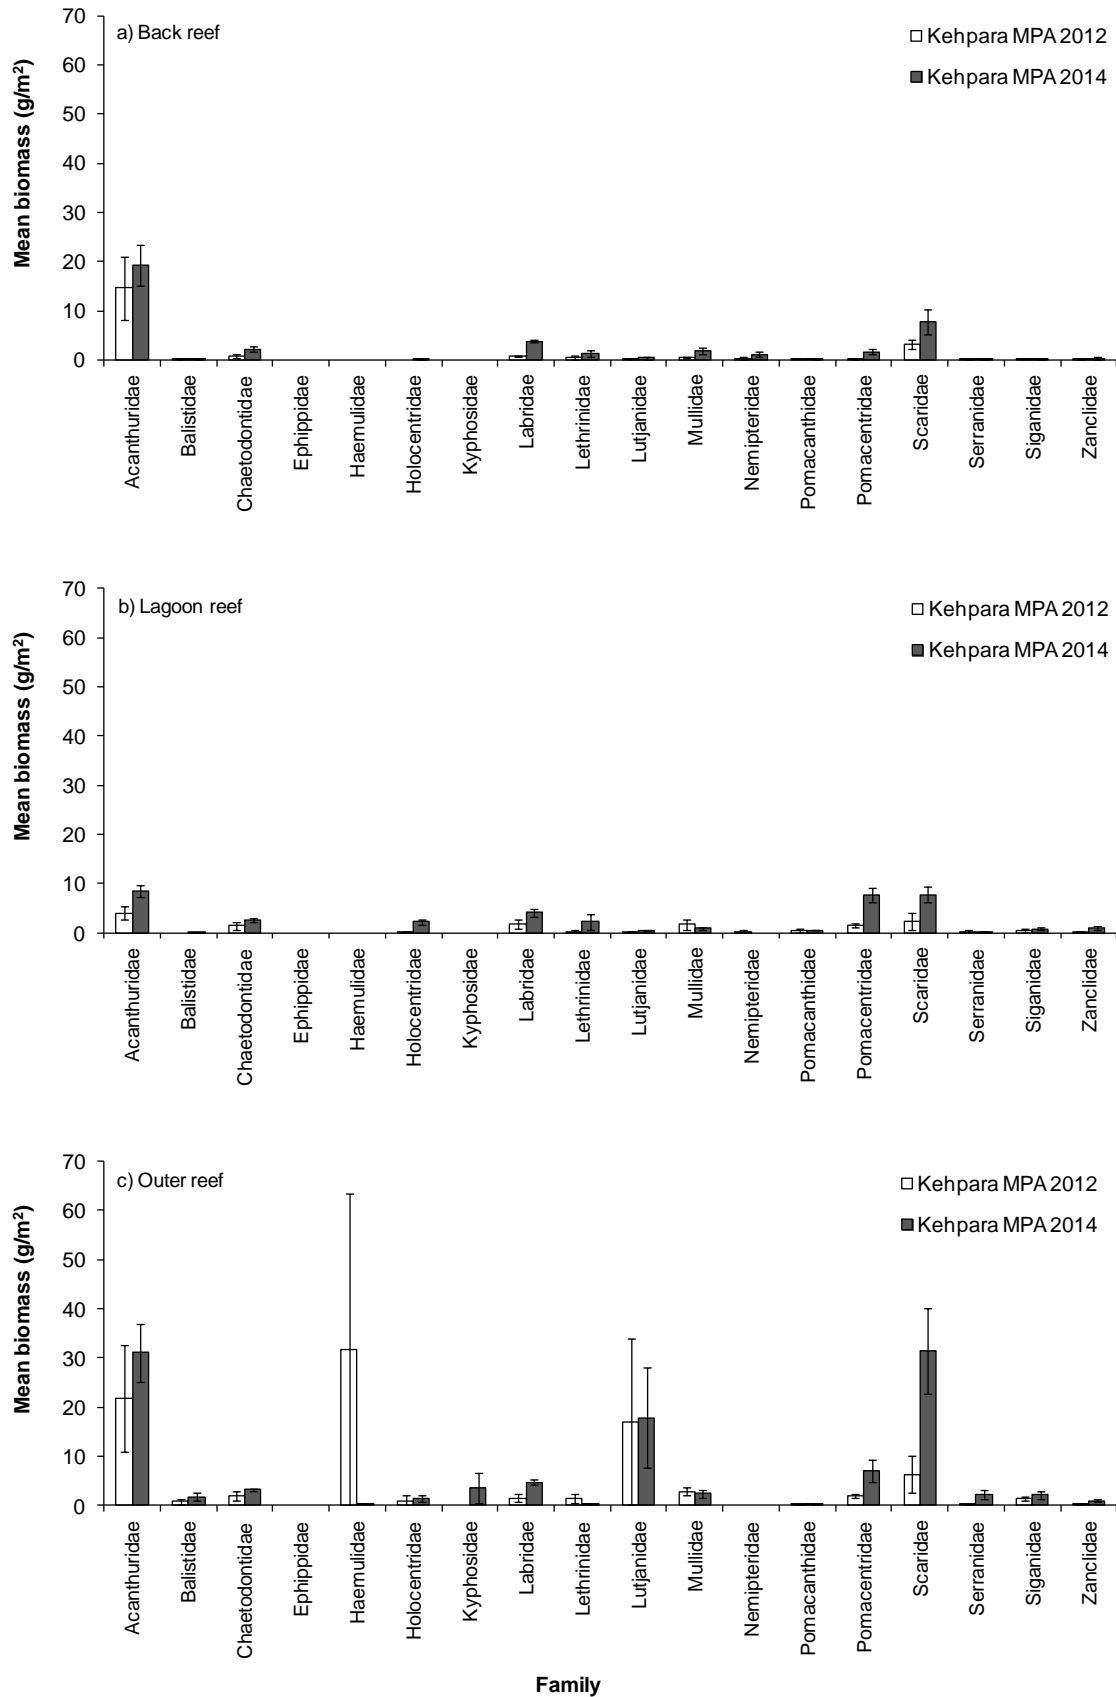 a) Back reef
Kehpara MPA 2012
Kehpara MPA 2014
Mean biomass (g/m²)
70
60
50
40
30
20
10
0
Acanthuridae
Balistidae
Chaetodontidae
Ephippidae
Haemulidae
Holocentridae
Kyphosidae
Labridae
Lethrinidae
Lutjanidae
Mullidae
Nemipteridae
Pomacanthidae
Pomacentridae
Scaridae
Serranidae
Siganidae
Zanclidae
b) Lagoon reef
Kehpara MPA 2012
Kehpara MPA 2014
Mean biomass (g/m²)
70
60
50
40
30
20
10
0
Acanthuridae
Balistidae
Chaetodontidae
Ephippidae
Haemulidae
Holocentridae
Kyphosidae
Labridae
Lethrinidae
Lutjanidae
Mullidae
Nemipteridae
Pomacanthidae
Pomacentridae
Scaridae
Serranidae
Siganidae
Zanclidae
c) Outer reef
Kehpara MPA 2012
Kehpara MPA 2014
Mean biomass (g/m²)
70
60
50
40
30
20
10
0
Acanthuridae
Balistidae
Chaetodontidae
Ephippidae
Haemulidae
Holocentridae
Kyphosidae
Labridae
Lethrinidae
Lutjanidae
Mullidae
Nemipteridae
Pomacanthidae
Pomacentridae
Scaridae
Serranidae
Siganidae
Zanclidae
Family